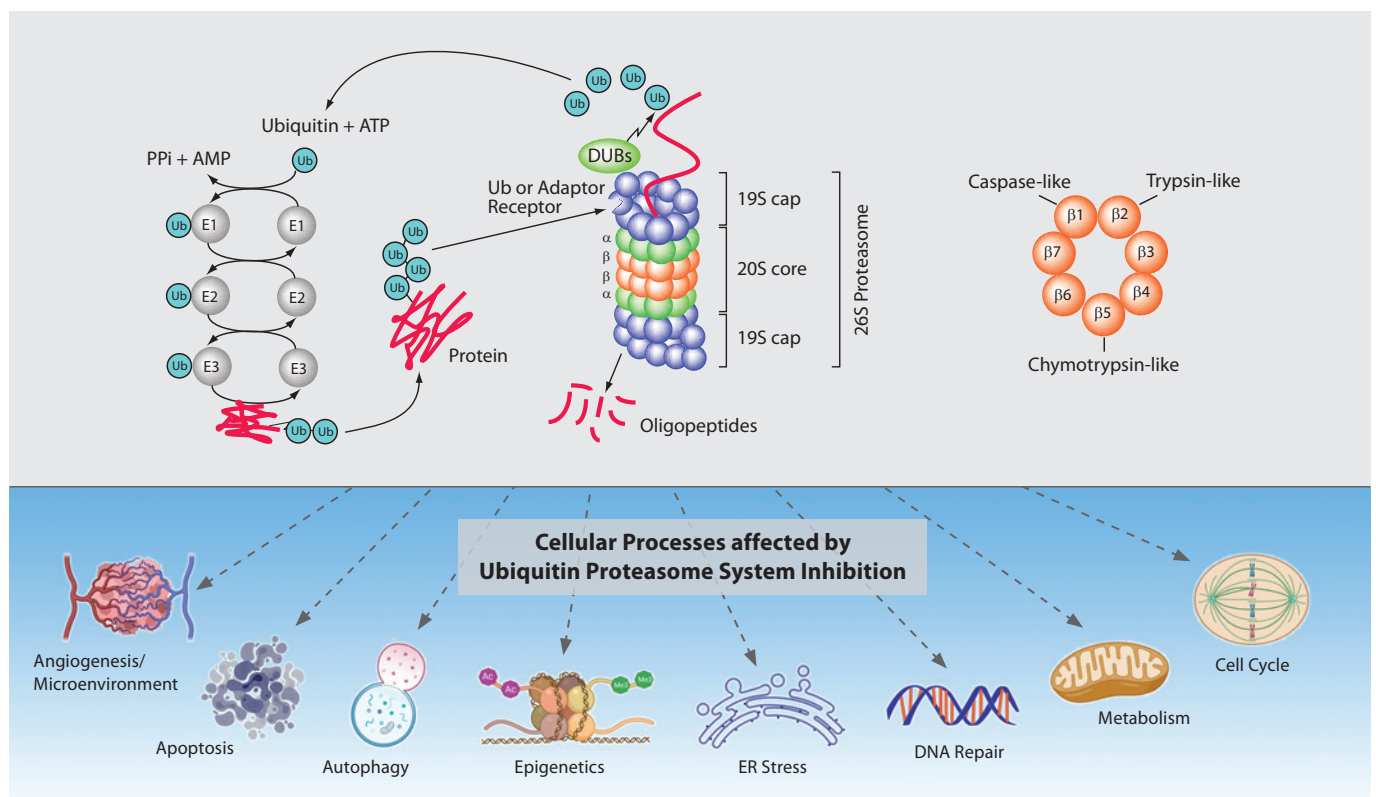 Ub
Ub
Ub
Ub
Ubiquitin + ATP
PPi + AMP
Ub
DUBs
Ub or Adaptor
Receptor
19S cap
Caspase-like
Trypsin-like
Ub
E1
E1
Ub
α
β
β
α
20S core
26S Proteasome
β1
β2
β7
β3
β6
β4
β5
Ub
Ub
Ub
Ub
E2
E2
Protein
19S cap
Chymotrypsin-like
Ub
E3
E3
Ub
Ub
Oligopeptides
Cellular Processes affected by
Ubiquitin Proteasome System Inhibition
Angiogenesis/
Microenvironment
Apoptosis
Autophagy
Ac
Ac
Me3
Me3
Epigenetics
ER Stress
DNA Repair
Metabolism
Cell Cycle